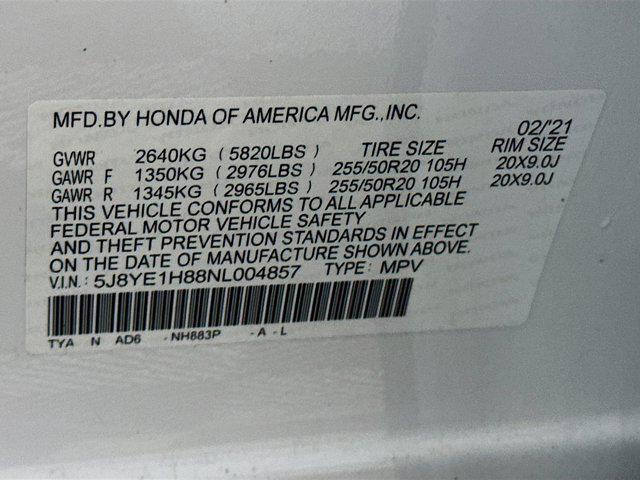 MFD.BY HONDA OF AMERICA MFG.,INC.
02/'21
GVWR 2640KG (5820LBS) TIRE SIZE RIM SIZE
GAWR F 1350KG (2976LBS) 255/50R20 105H 20X9.0J
GAWR R 1345KG (2965LBS) 255/50R20 105H 20X9.0J
THIS VEHICLE CONFORMS TO ALL APPLICABLE
FEDERAL MOTOR VEHICLE SAFETY
AND THEFT PREVENTION STANDARDS IN EFFECT
ON THE DATE OF MANUFACTURE SHOWN ABOVE.
V.I.N.: 5J8YE1H88NL004857 TYPE: MPV
TYA N AD6 -NH883P -A-L